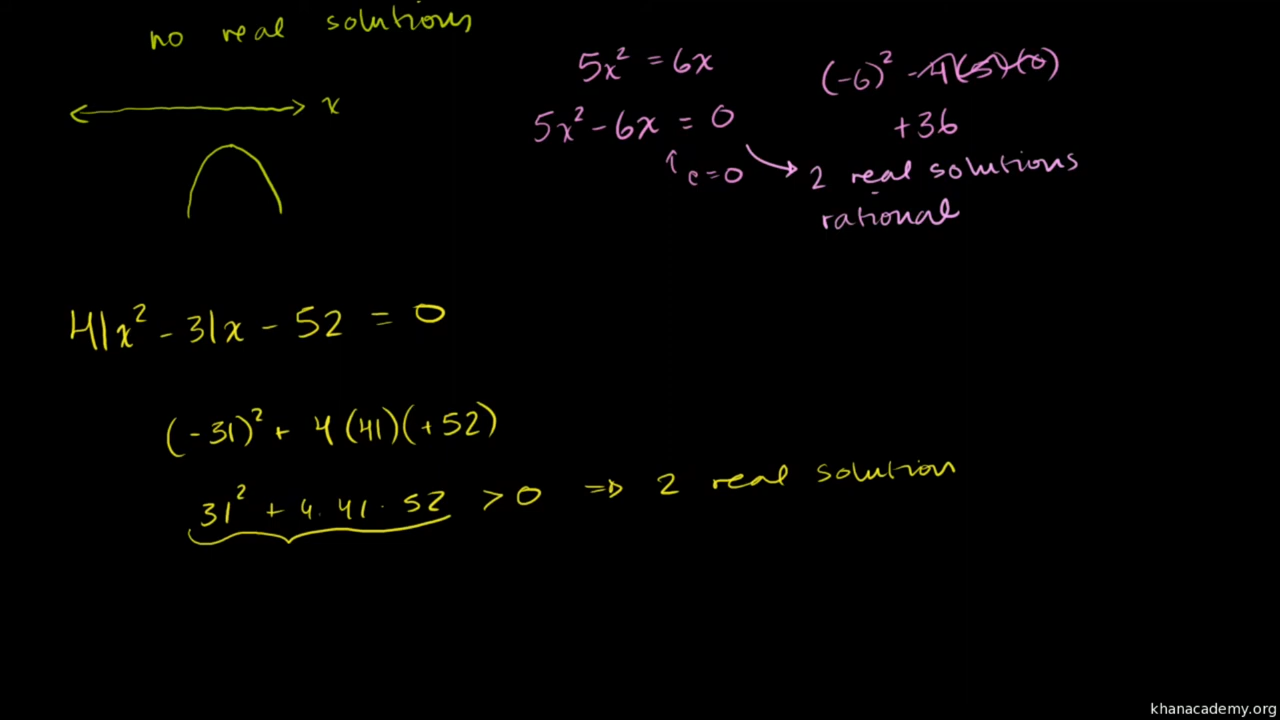 no real solutions
x
5x² = 6x
5x² - 6x = 0
c = 0
(-6)² - 4(5)(0)
+36
2 real solutions
rational
41x² - 31x - 52 = 0
(-31)² + 4(41)(+52)
31² + 4·41·52 > 0 ⇒ 2 real solution
khanacademy.org